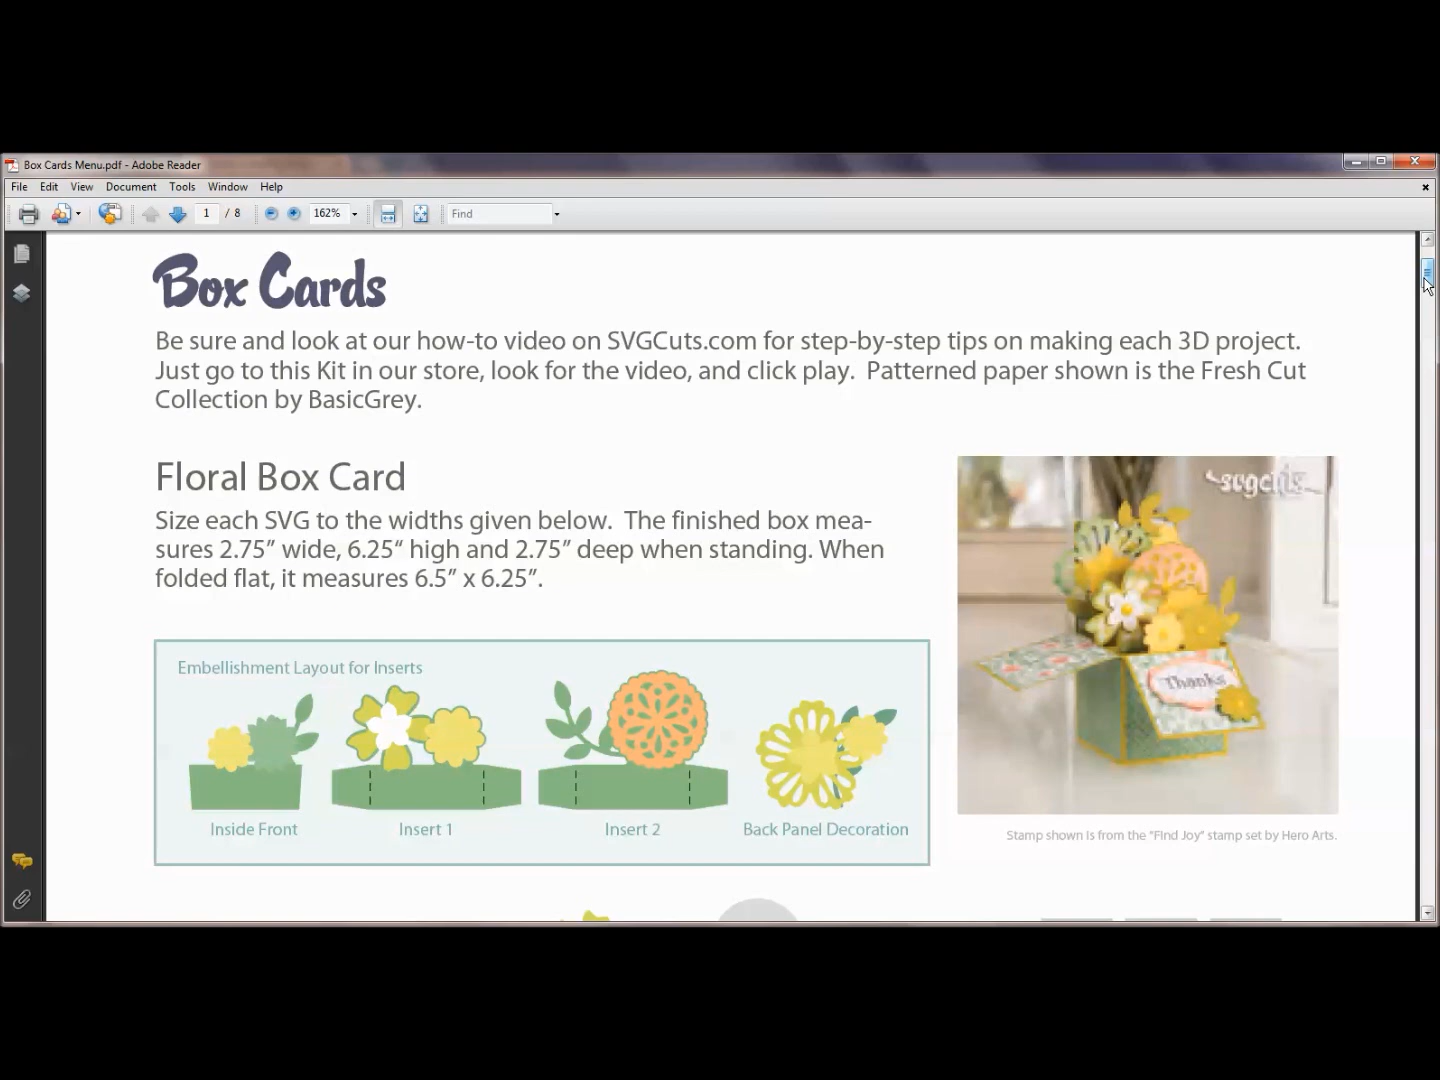 Box Cards Menu.pdf - Adobe Reader
File Edit View Document Tools Window Help
1 / 8 162% Find
Box Cards
Be sure and look at our how-to video on SVGCuts.com for step-by-step tips on making each 3D project.
Just go to this Kit in our store, look for the video, and click play. Patterned paper shown is the Fresh Cut
Collection by BasicGrey.
Floral Box Card
Size each SVG to the widths given below. The finished box mea-
sures 2.75” wide, 6.25“ high and 2.75” deep when standing. When
folded flat, it measures 6.5” x 6.25”.
svgcuts
Thanks
Embellishment Layout for Inserts
Inside Front Insert 1 Insert 2 Back Panel Decoration
Stamp shown is from the “Find Joy” stamp set by Hero Arts.